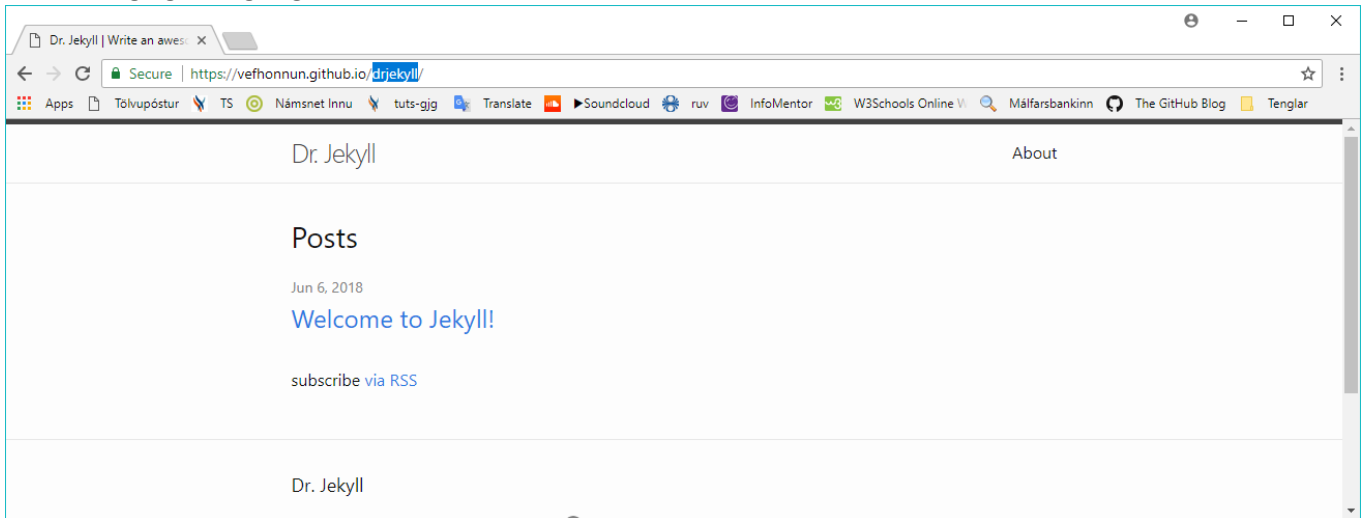 Dr. Jekyll | Write an awes
Secure | https://vefhonnun.github.io/drjekyll/
Apps Tölvupóstur TS Námsnet Innu tuts-gjg Translate ►Soundcloud ruv InfoMentor W3Schools Online W Málfarsbankinn The GitHub Blog Tenglar
Dr. Jekyll About
Posts
Jun 6, 2018
Welcome to Jekyll!
subscribe via RSS
Dr. Jekyll